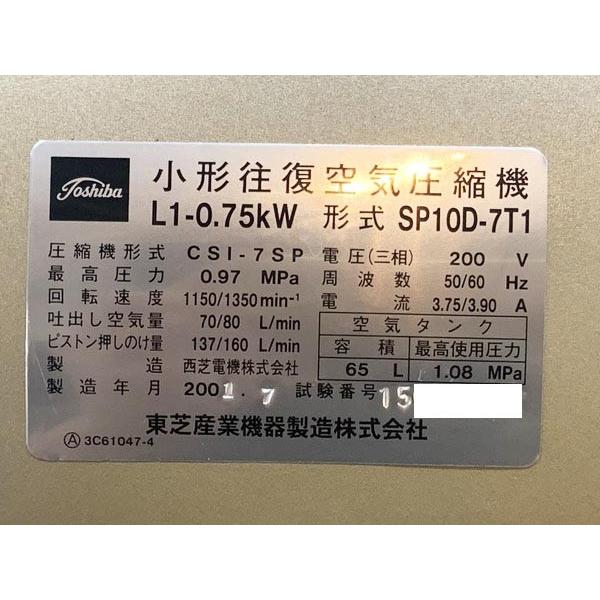 Toshiba
小形往復空気圧縮機
L1-0.75kW 形式 SP10D-7T1
圧縮機形式 CSI-7SP
最高圧力 0.97 MPa
回転速度 1150/1350min⁻¹
吐出し空気量 70/80 L/min
ピストン押しのけ量 137/160 L/min
製造 西芝電機株式会社
製造年月 2001.7
電圧(三相) 200 V
周波数 50/60 Hz
電流 3.75/3.90 A
空気タンク
容積 最高使用圧力
65 L 1.08 MPa
試験番号 15
東芝産業機器製造株式会社
Ⓐ 3C61047-4